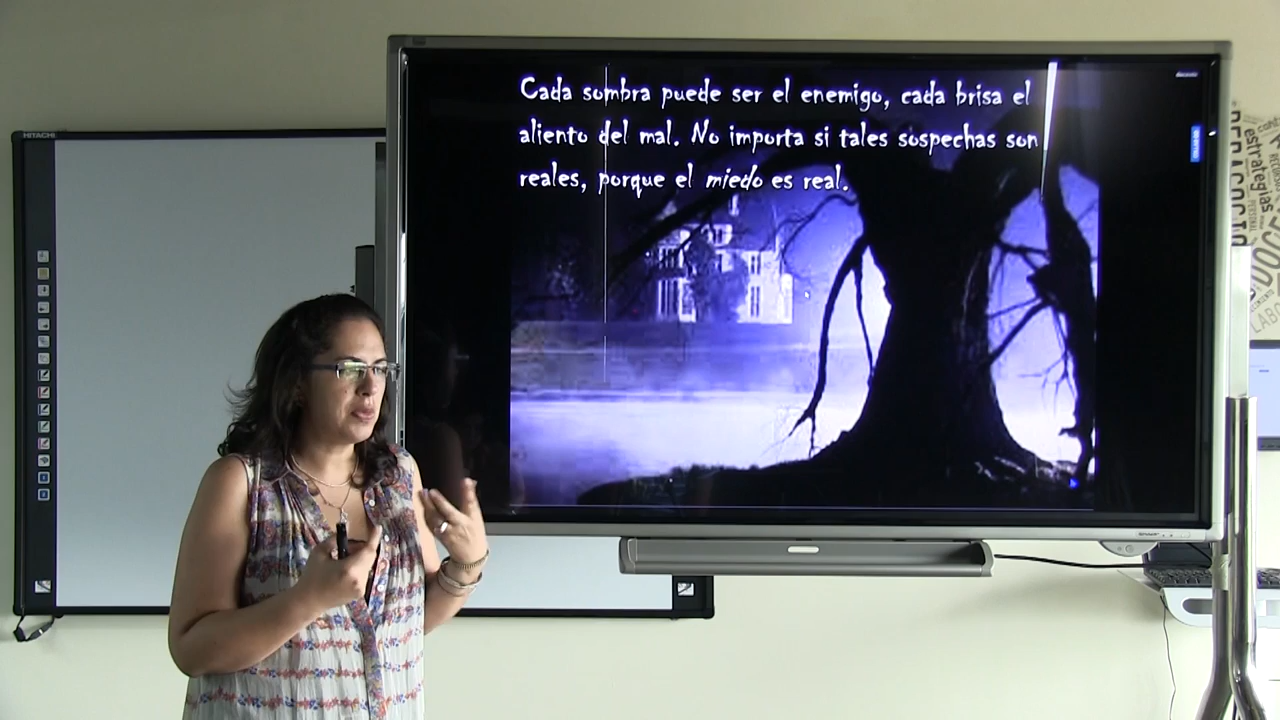 Cada sombra puede ser el enemigo, cada brisa el
aliento del mal. No importa si tales sospechas son
reales, porque el miedo es real.
HITACHI
SHARP
estrategias